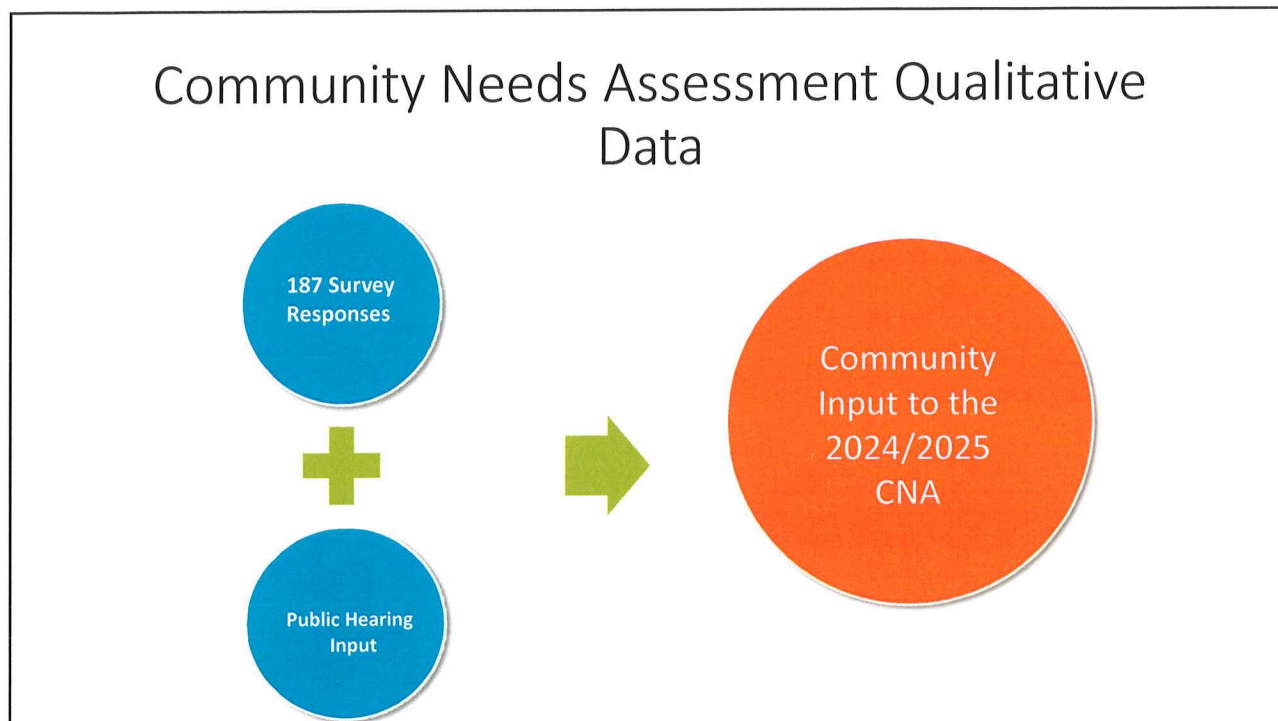 Community Needs Assessment Qualitative
Data
187 Survey
Responses
Public Hearing
Input
Community
Input to the
2024/2025
CNA